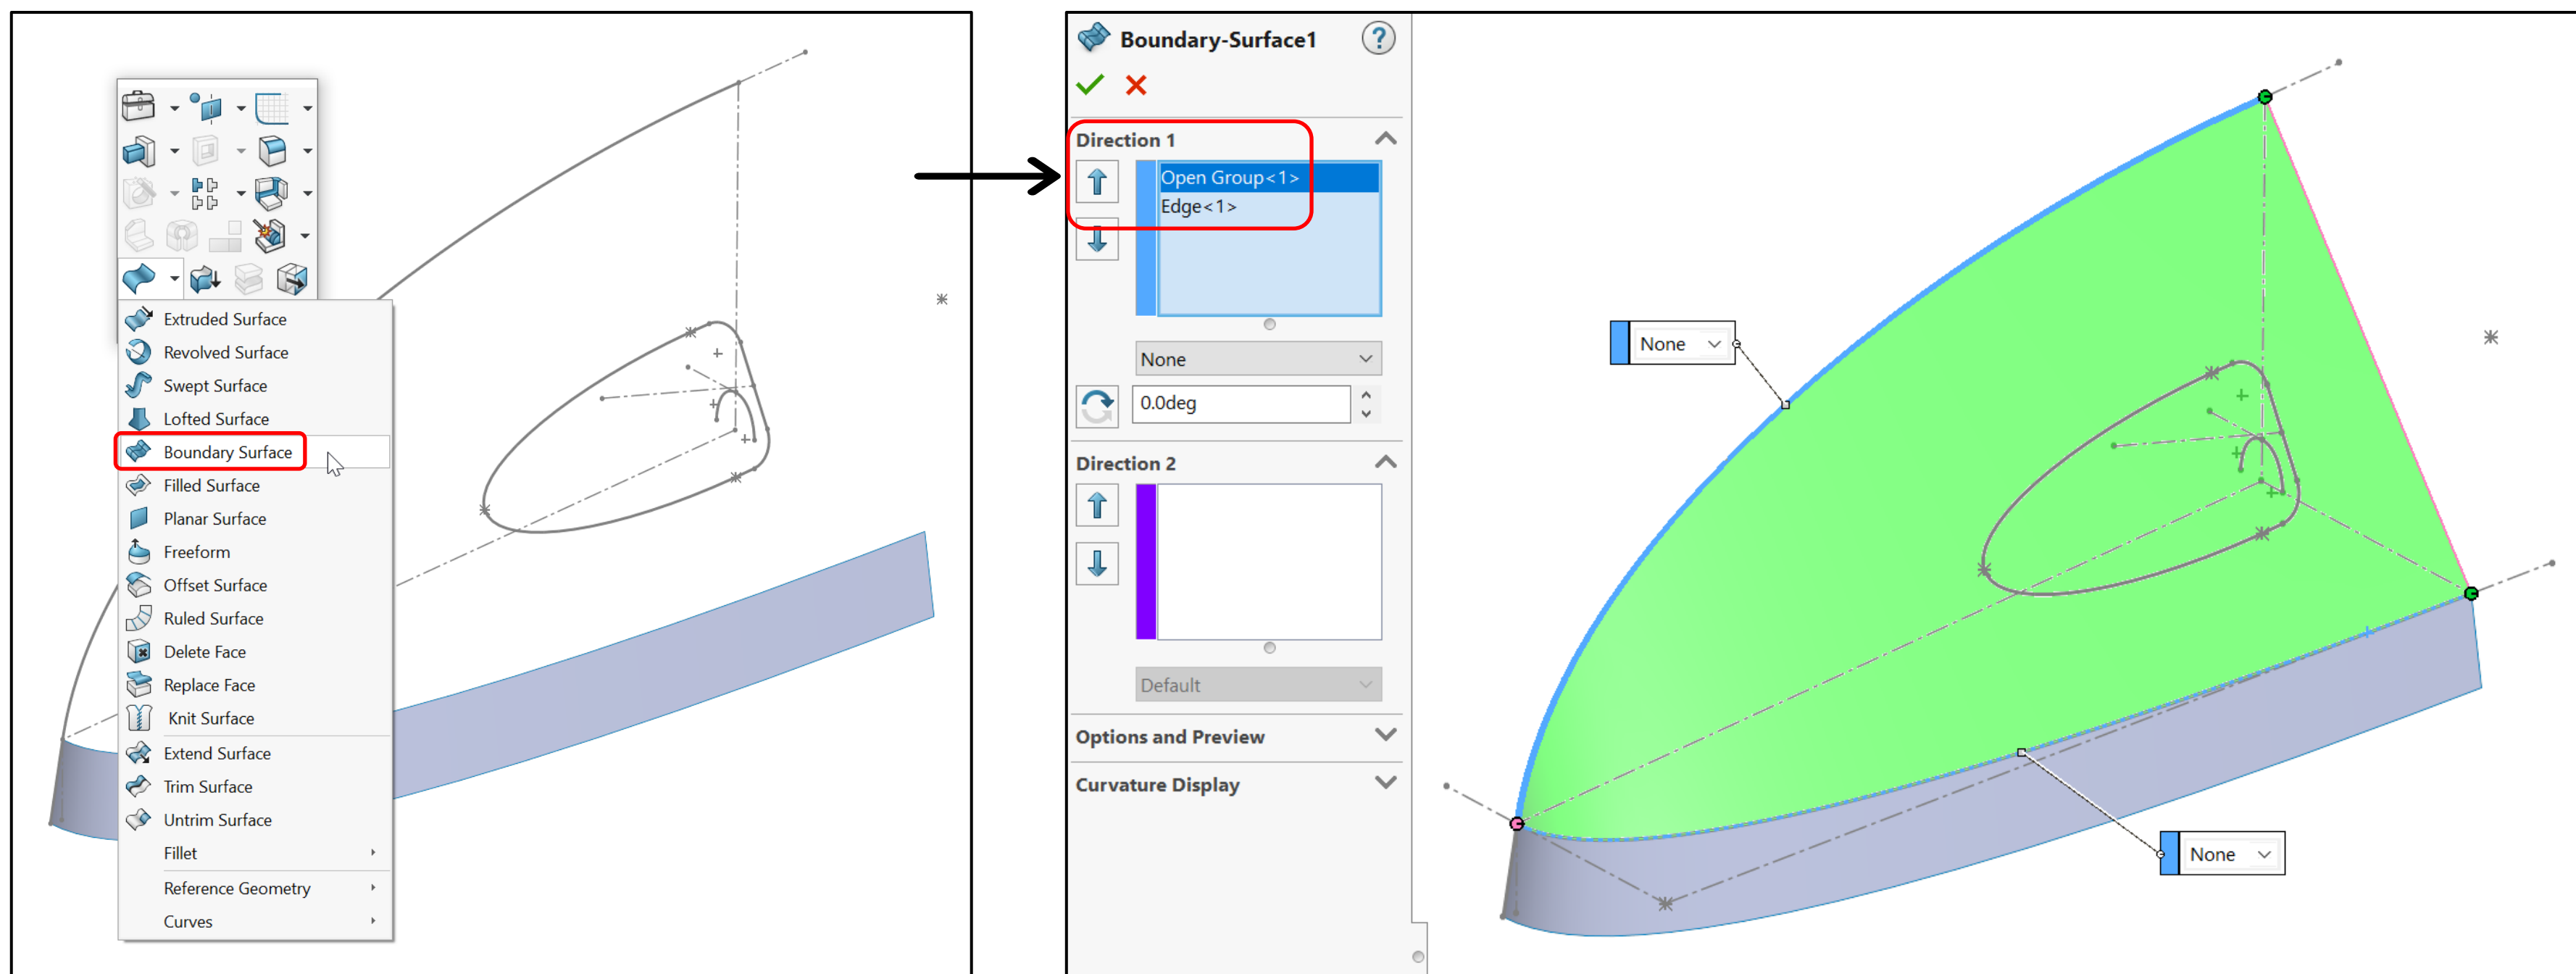 Extruded Surface
Revolved Surface
Swept Surface
Lofted Surface
Boundary Surface
Filled Surface
Planar Surface
Freeform
Offset Surface
Ruled Surface
Delete Face
Replace Face
Knit Surface
Extend Surface
Trim Surface
Untrim Surface
Fillet
Reference Geometry
Curves
Boundary-Surface1 ?
Direction 1
Open Group<1>
Edge<1>
None
0.0deg
Direction 2
Default
Options and Preview
Curvature Display
None
None